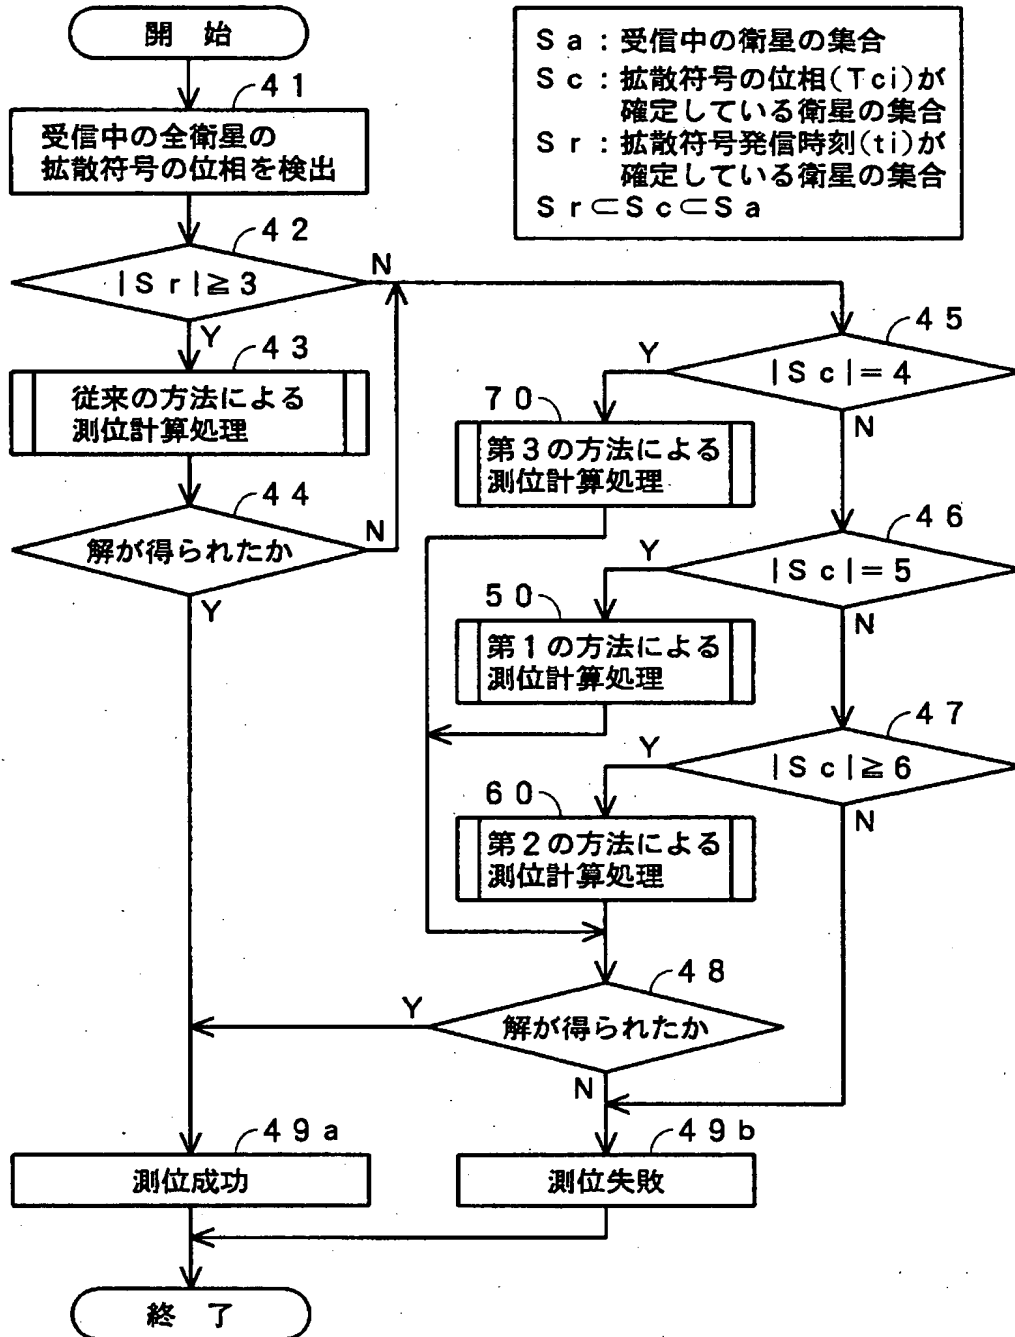 開 始
Sa:受信中の衛星の集合
Sc:拡散符号の位相(Tci)が
確定している衛星の集合
Sr:拡散符号発信時刻(ti)が
確定している衛星の集合
Sr⊂Sc⊂Sa
41
受信中の全衛星の
拡散符号の位相を検出
42
|Sr|≧3
N
Y
43
従来の方法による
測位計算処理
44
解が得られたか
N
Y
45
|Sc|=4
Y
N
70
第3の方法による
測位計算処理
46
|Sc|=5
Y
N
50
第1の方法による
測位計算処理
47
|Sc|≧6
Y
N
60
第2の方法による
測位計算処理
48
解が得られたか
Y
N
49a
測位成功
49b
測位失敗
終 了